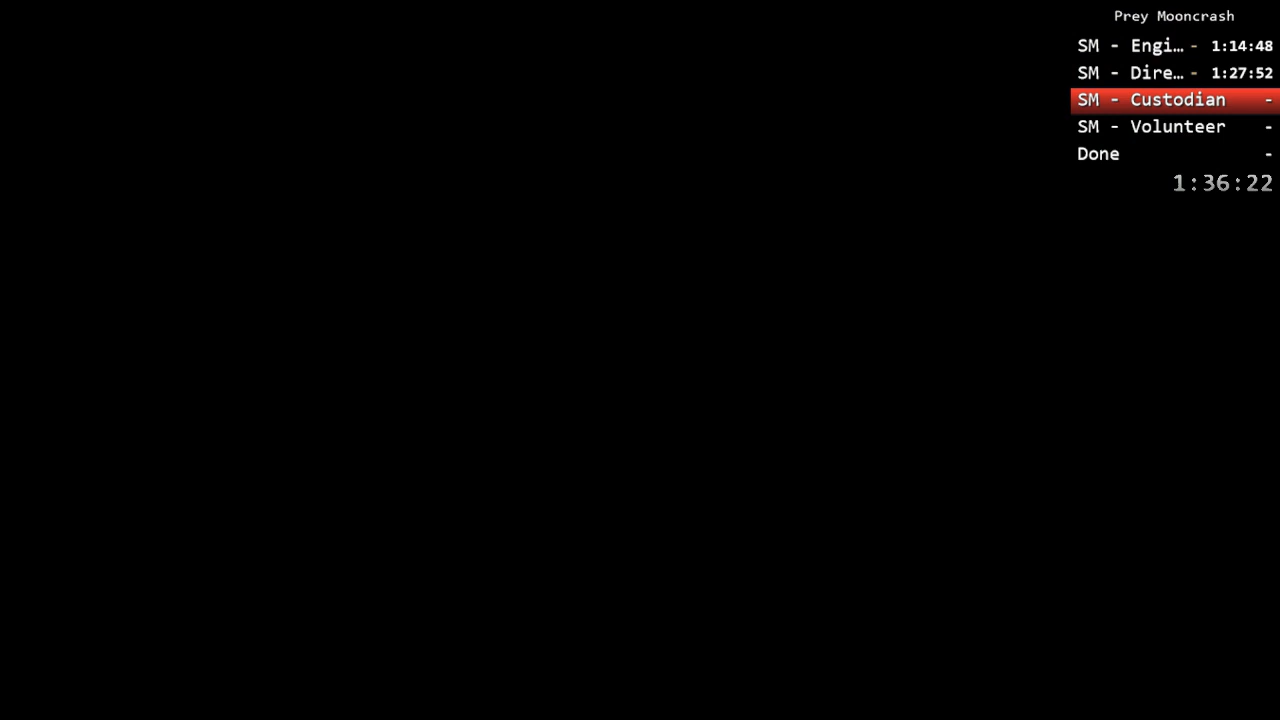 Prey Mooncrash
SM - Engi… - 1:14:48
SM - Dire… - 1:27:52
SM - Custodian -
SM - Volunteer -
Done -
1:36:22